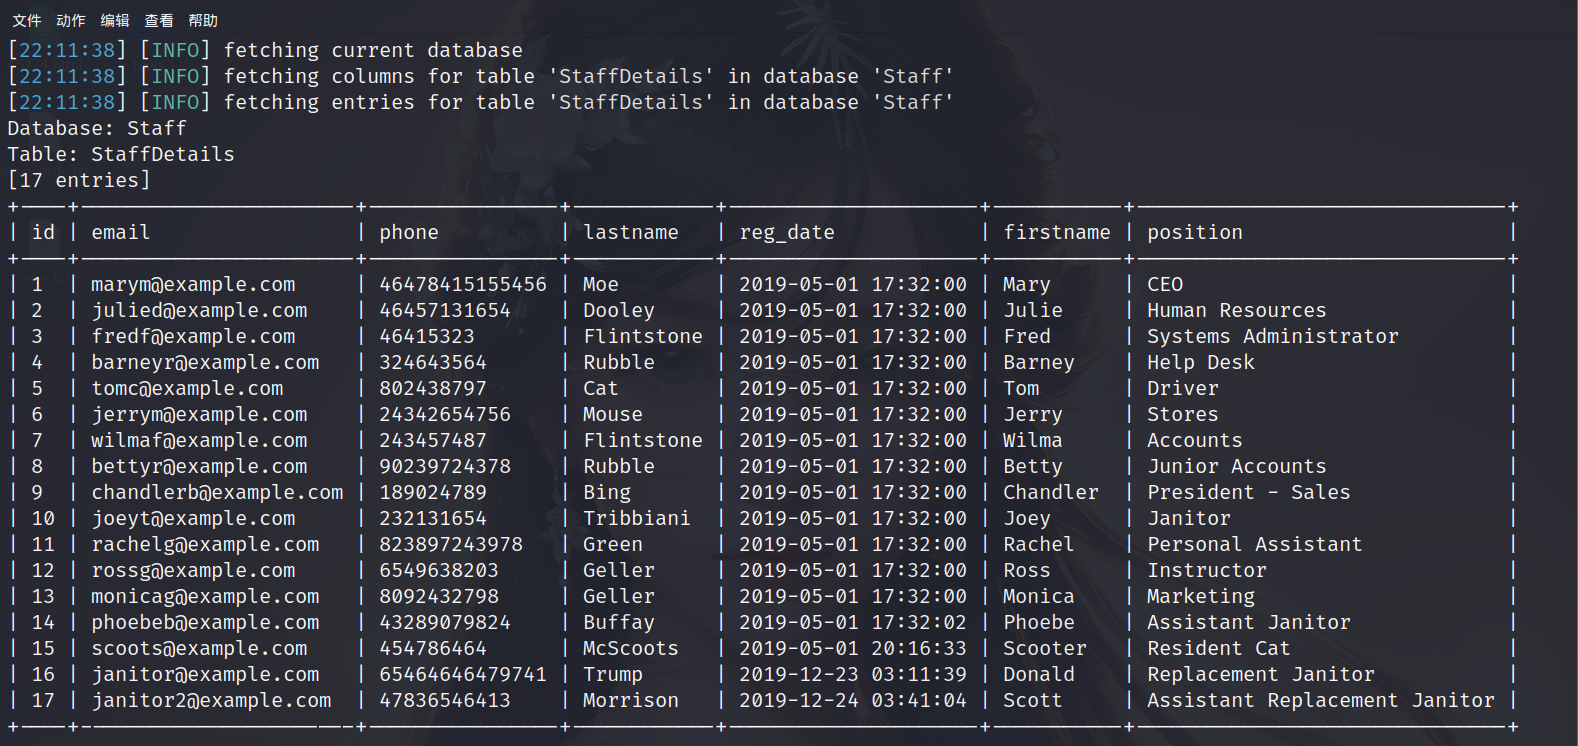 文件 动作 编辑 查看 帮助
[22:11:38] [INFO] fetching current database
[22:11:38] [INFO] fetching columns for table 'StaffDetails' in database 'Staff'
[22:11:38] [INFO] fetching entries for table 'StaffDetails' in database 'Staff'
Database: Staff
Table: StaffDetails
[17 entries]
+----+-----------------------+----------------+------------+---------------------+-----------+-------------------------------+
| id | email | phone | lastname | reg_date | firstname | position |
+----+-----------------------+----------------+------------+---------------------+-----------+-------------------------------+
| 1 | marym@example.com | 46478415155456 | Moe | 2019-05-01 17:32:00 | Mary | CEO |
| 2 | julied@example.com | 46457131654 | Dooley | 2019-05-01 17:32:00 | Julie | Human Resources |
| 3 | fredf@example.com | 46415323 | Flintstone | 2019-05-01 17:32:00 | Fred | Systems Administrator |
| 4 | barneyr@example.com | 324643564 | Rubble | 2019-05-01 17:32:00 | Barney | Help Desk |
| 5 | tomc@example.com | 802438797 | Cat | 2019-05-01 17:32:00 | Tom | Driver |
| 6 | jerrym@example.com | 24342654756 | Mouse | 2019-05-01 17:32:00 | Jerry | Stores |
| 7 | wilmaf@example.com | 243457487 | Flintstone | 2019-05-01 17:32:00 | Wilma | Accounts |
| 8 | bettyr@example.com | 90239724378 | Rubble | 2019-05-01 17:32:00 | Betty | Junior Accounts |
| 9 | chandlerb@example.com | 189024789 | Bing | 2019-05-01 17:32:00 | Chandler | President - Sales |
| 10 | joeyt@example.com | 232131654 | Tribbiani | 2019-05-01 17:32:00 | Joey | Janitor |
| 11 | rachelg@example.com | 823897243978 | Green | 2019-05-01 17:32:00 | Rachel | Personal Assistant |
| 12 | rossg@example.com | 6549638203 | Geller | 2019-05-01 17:32:00 | Ross | Instructor |
| 13 | monicag@example.com | 8092432798 | Geller | 2019-05-01 17:32:00 | Monica | Marketing |
| 14 | phoebeb@example.com | 43289079824 | Buffay | 2019-05-01 17:32:02 | Phoebe | Assistant Janitor |
| 15 | scoots@example.com | 454786464 | McScoots | 2019-05-01 20:16:33 | Scooter | Resident Cat |
| 16 | janitor@example.com | 65464646479741 | Trump | 2019-12-23 03:11:39 | Donald | Replacement Janitor |
| 17 | janitor2@example.com | 47836546413 | Morrison | 2019-12-24 03:41:04 | Scott | Assistant Replacement Janitor |
+----+-----------------------+----------------+------------+---------------------+-----------+-------------------------------+